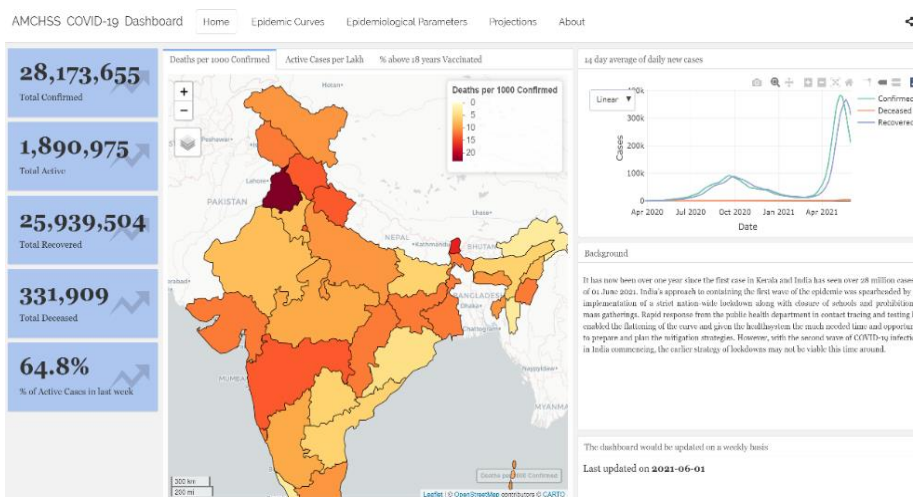 AMCHSS COVID-19 Dashboard Home Epidemic Curves Epidemiological Parameters Projections About
28,173,655
Total Confirmed
1,890,975
Total Active
25,939,504
Total Recovered
331,909
Total Deceased
64.8%
% of Active Cases in last week
Deaths per 1000 Confirmed Active Cases per Lakh % above 18 years Vaccinated
+
−
Deaths per 1000 Confirmed
0
5
10
15
20
Hotan•
Peshawar•
Lahore•
PAKISTAN
Lhasa•
NEPAL
•Kathmandu
BHUTAN
BANGLADESH
Dhaka•
Chattogram•
MUMBAI
Naypyidaw•
MYANMA
300 km
200 mi
Deaths per 1000 Confirmed
Leaflet | © OpenStreetMap contributors © CARTO
14 day average of daily new cases
Linear ▼
400k
300k
200k
100k
0
Cases
Apr 2020 Jul 2020 Oct 2020 Jan 2021 Apr 2021
Date
Confirmed
Deceased
Recovered
Background
It has now been over one year since the first case in Kerala and India has seen over 28 million cases
of 01 June 2021. India's approach to containing the first wave of the epidemic was spearheaded by
implementation of a strict nation-wide lockdown along with closure of schools and prohibition
mass gatherings. Rapid response from the public health department in contact tracing and testing
enabled the flattening of the curve and given the healthsystem the much needed time and
to prepare and plan the mitigation strategies. However, with the second wave of COVID-19
in India commencing, the earlier strategy of lockdowns may not be viable this time around.
The dashboard would be updated on a weekly basis
Last updated on 2021-06-01